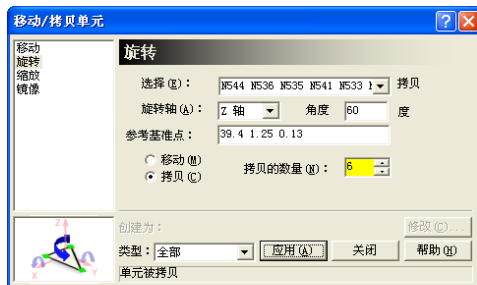 移动/拷贝单元
移动
旋转
缩放
镜像
旋转
选择(E)： N544 N536 N535 N541 N533 拷贝
旋转轴(A)： Z 轴 角度 60 度
参考基准点： 39.4 1.25 0.13
移动(M)
拷贝(C)
拷贝的数量(N)： 6
创建为： 修改(C)...
类型： 全部 应用(A) 关闭 帮助(H)
单元被拷贝
Z
X
Y